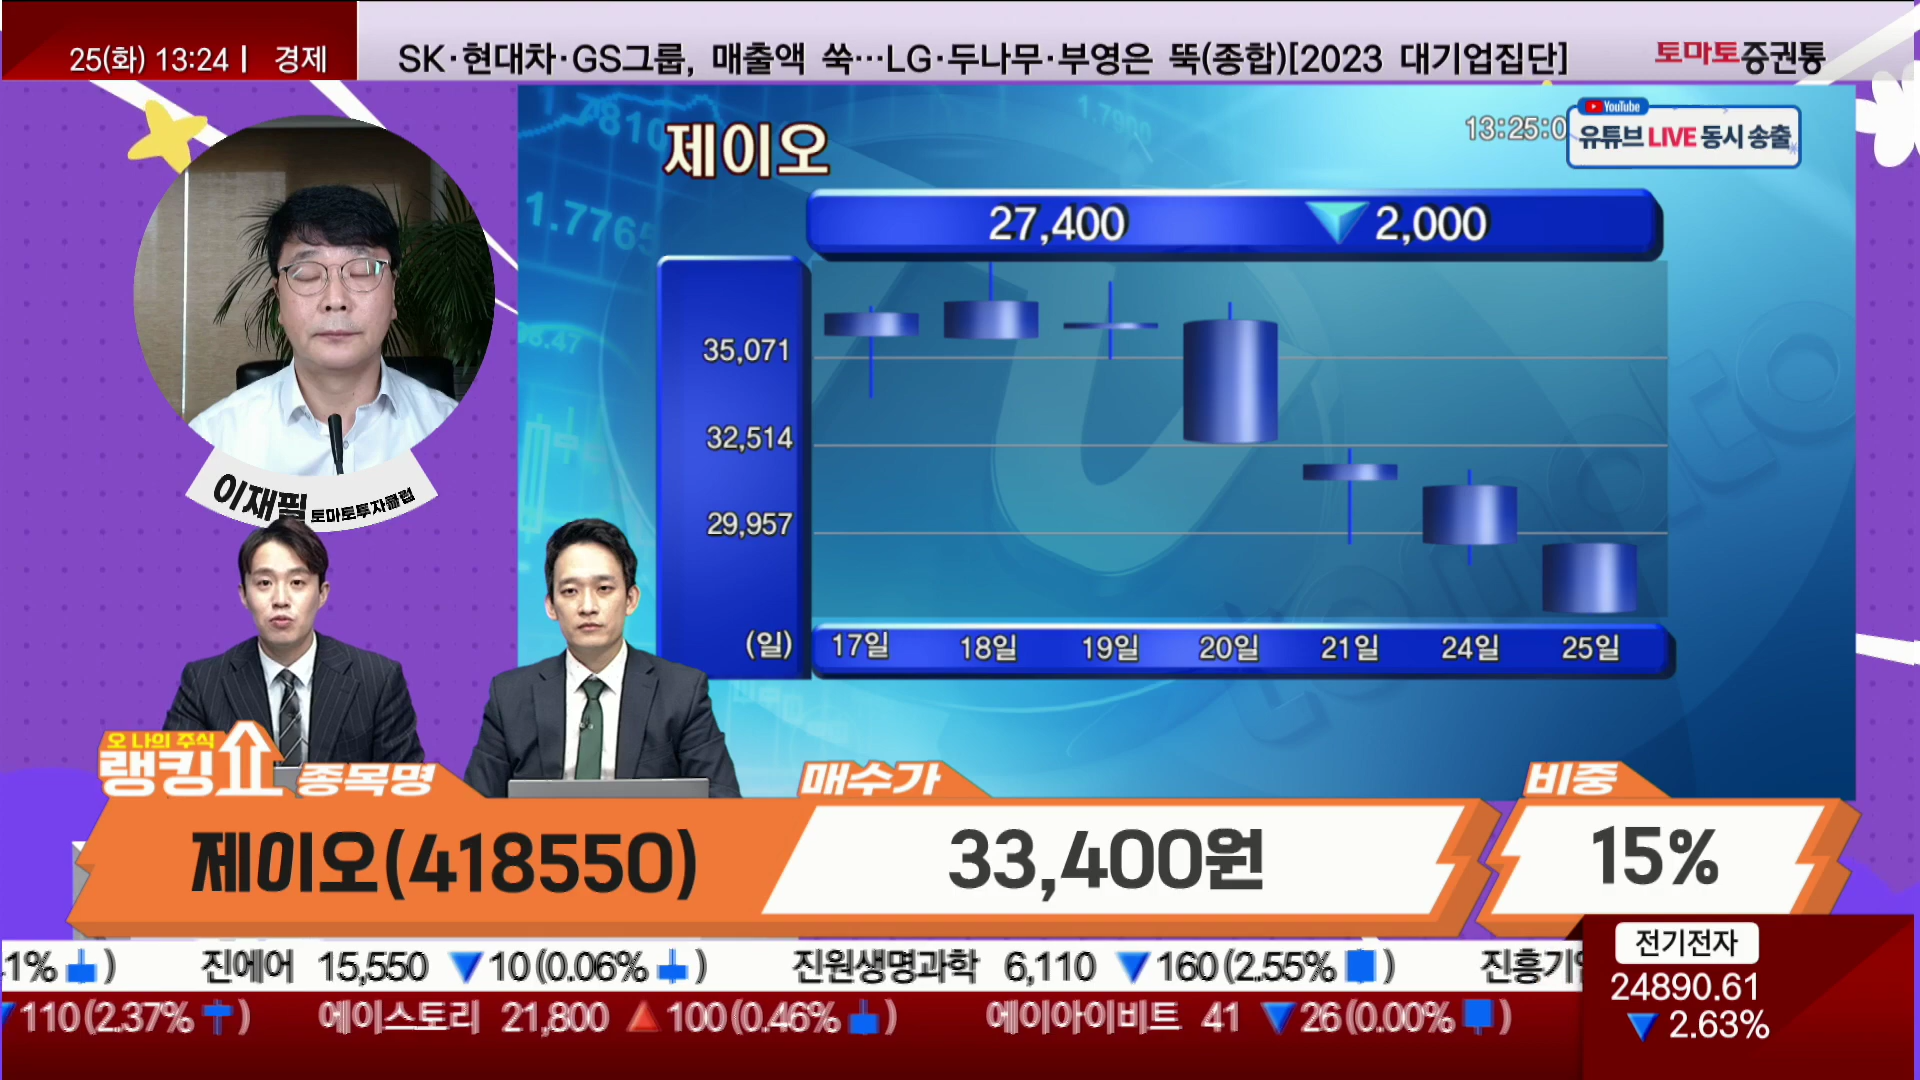 25(화) 13:24 | 경제
SK·현대차·GS그룹, 매출액 쑥…LG·두나무·부영은 뚝(종합)[2023 대기업집단]
토마토증권통
제이오
13:25:0
YouTube
유튜브 LIVE 동시 송출
27,400 ▼ 2,000
35,071
32,514
29,957
(일) 17일 18일 19일 20일 21일 24일 25일
이재필 토마토투자클럽
오 나의 주식
랭킹쇼
종목명
매수가
비중
제이오(418550)
33,400원
15%
1% ) 진에어 15,550 ▼10(0.06% ) 진원생명과학 6,110 ▼160(2.55% ) 진흥기업
▼110(2.37% ) 에이스토리 21,800 ▲100(0.46% ) 에이아이비트 41 ▼26(0.00% )
전기전자
24890.61
▼ 2.63%